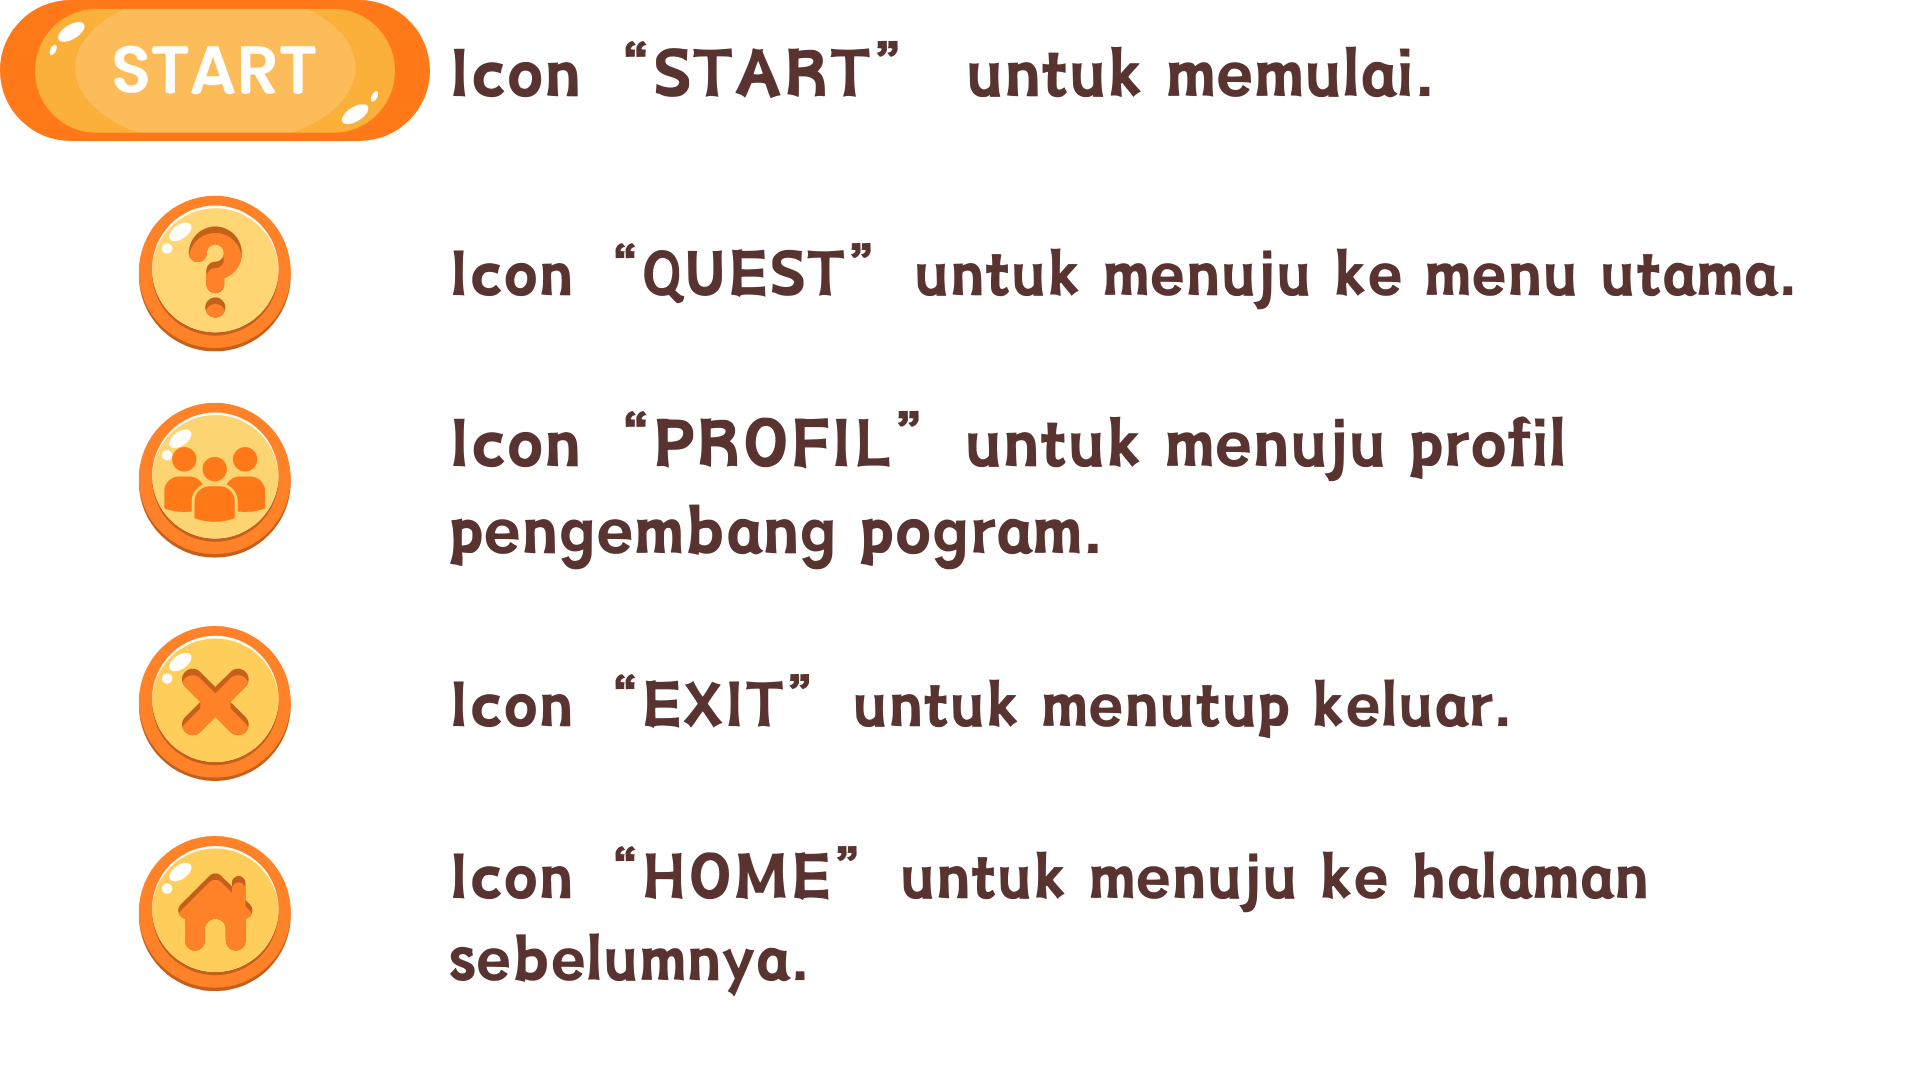 START
Icon “START” untuk memulai.
Icon “QUEST” untuk menuju ke menu utama.
Icon “PROFIL” untuk menuju profil
pengembang pogram.
Icon “EXIT” untuk menutup keluar.
Icon “HOME” untuk menuju ke halaman
sebelumnya.